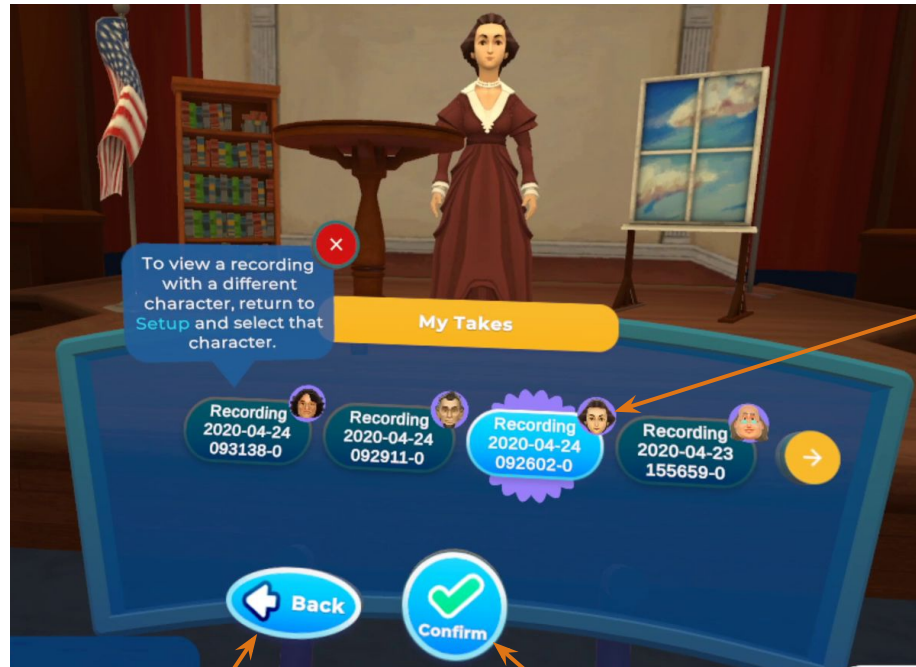 To view a recording
with a different
character, return to
Setup and select that
character.
My Takes
Recording
2020-04-24
093138-0
Recording
2020-04-24
092911-0
Recording
2020-04-24
092602-0
Recording
2020-04-23
155659-0
Back
Confirm